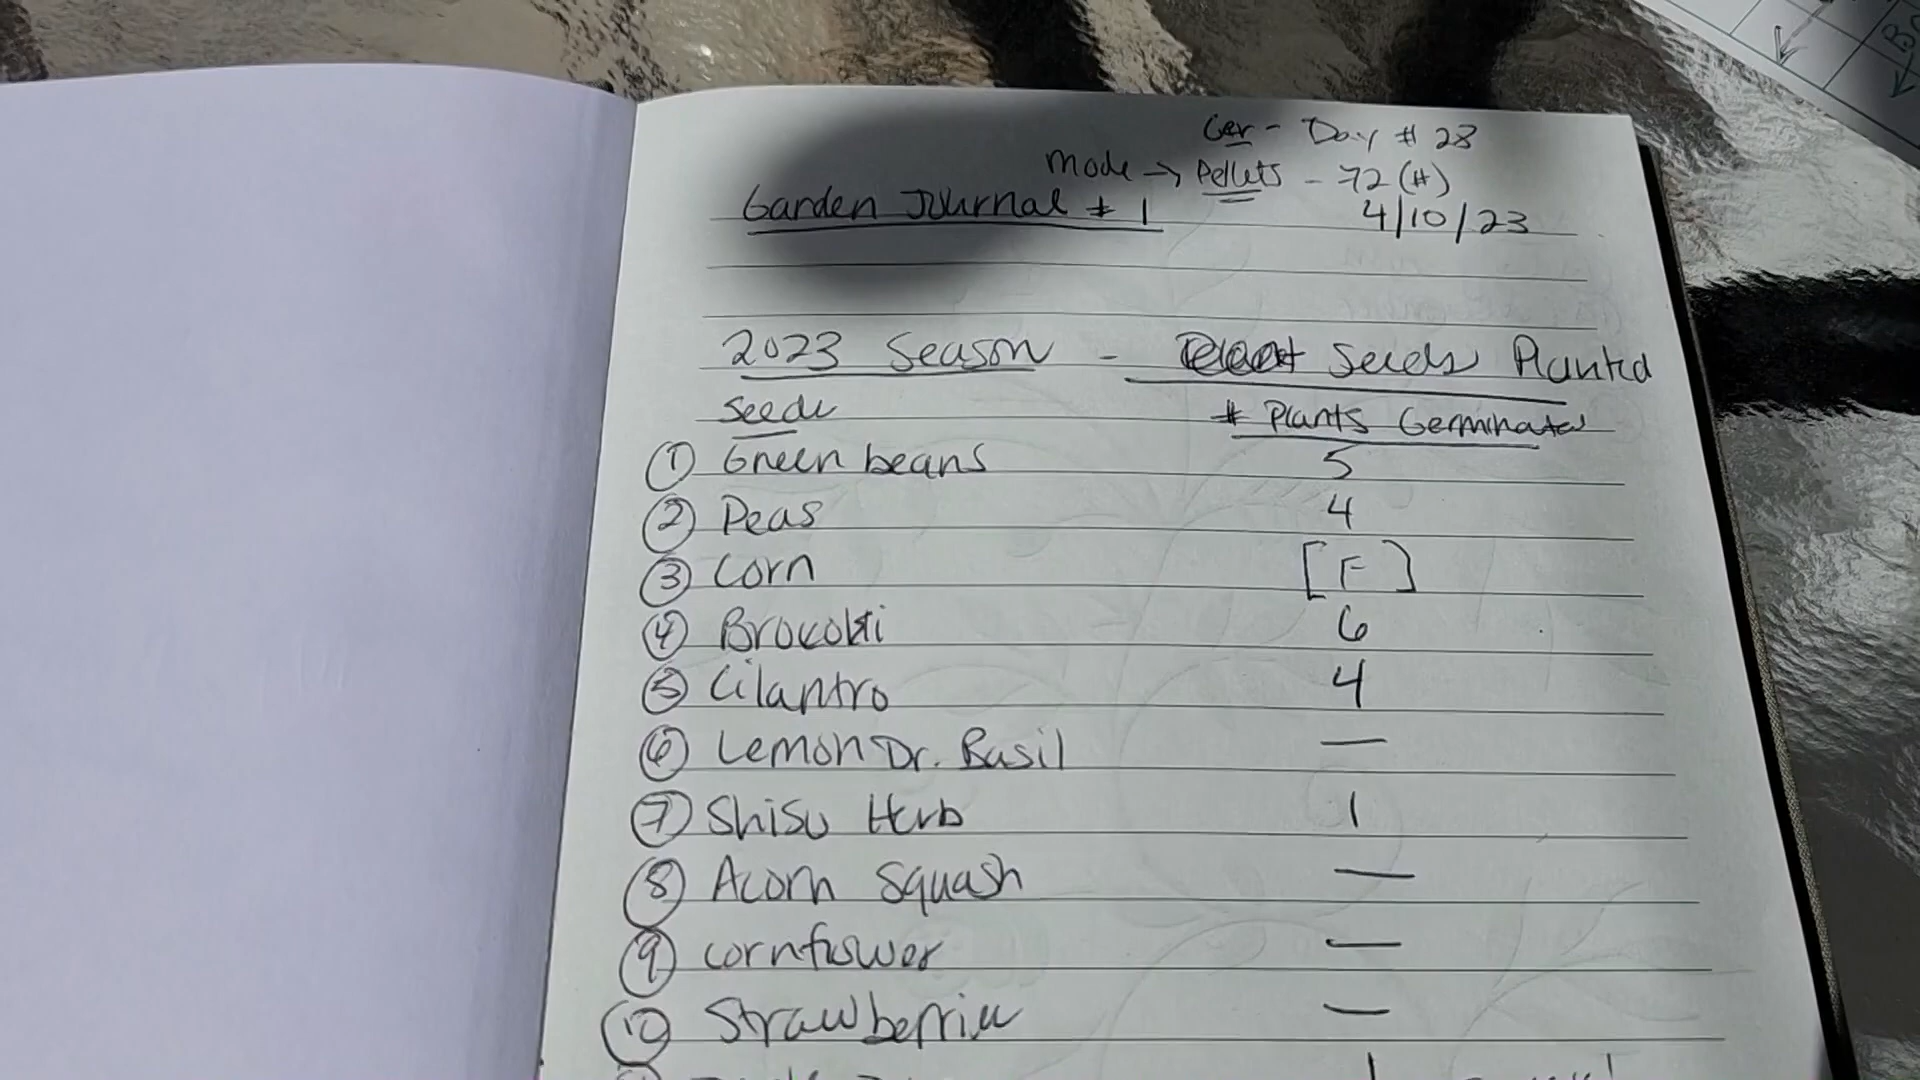 Ger - Day # 28
Mode → Pellets - 72 (#)
Garden Journal # 1 4/10/23
2023 Season - Seeds Planted
Seeds # Plants Germinated
① Green beans 5
② Peas 4
③ Corn [F]
④ Brocolli 6
⑤ Cilantro 4
⑥ Lemon Dr. Basil —
⑦ Shisu Herb 1
⑧ Acorn Squash —
⑨ Cornflower —
⑩ Strawberries —